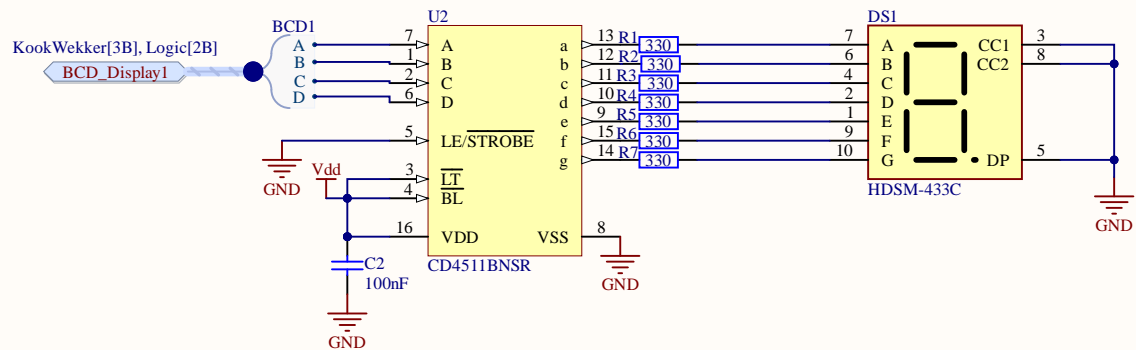 KookWekker[3B], Logic[2B]
BCD_Display1
BCD1
A
B
C
D
U2
7 A
1 B
2 C
6 D
5 LE/STROBE
3 LT
4 BL
16 VDD
a 13 R1 330
b 12 R2 330
c 11 R3 330
d 10 R4 330
e 9 R5 330
f 15 R6 330
g 14 R7 330
VSS 8
CD4511BNSR
GND
Vdd
C2
100nF
GND
GND
DS1
7 A
6 B
4 C
2 D
1 E
9 F
10 G
CC1 3
CC2 8
DP 5
HDSM-433C
GND